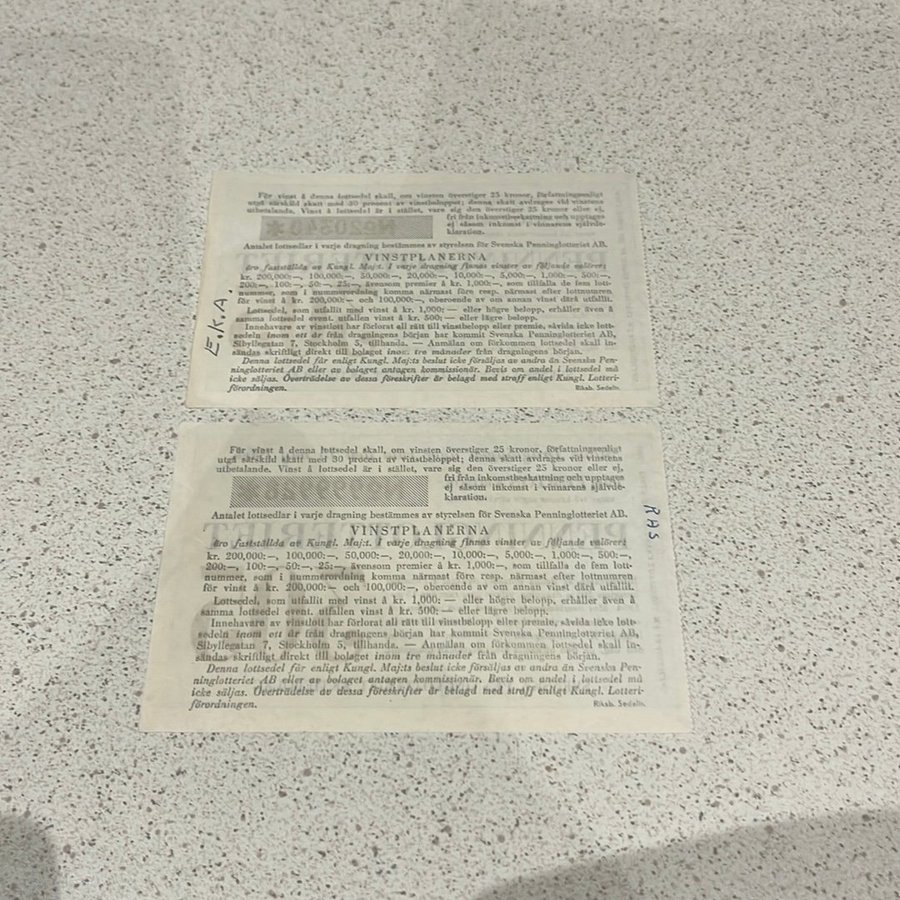 För vinst å denna lottsedel skall, om vinsten överstiger 25 kronor, författningsenligt
utgå särskild skatt med 30 procent av vinstbeloppet; denna skatt avdrages vid vinstens
utbetalande. Vinst å lottsedel är i stället, vare sig den överstiger 25 kronor eller ej,
fri från inkomstbeskattning och upptages
ej såsom inkomst i vinnarens självde-
klaration.
Antalet lottsedlar i varje dragning bestämmes av styrelsen för Svenska Penninglotteriet AB.
VINSTPLANERNA
äro fastställda av Kungl. Maj:t. I varje dragning finnas vinster av följande valörer:
kr. 200,000:—, 100,000:—, 50,000:—, 20,000:—, 10,000:—, 5,000:—, 1,000:—, 500:—,
200:—, 100:—, 50:—, 25:—, ävensom premier å kr. 1,000:—, som tillfalla de fem lott-
nummer, som i nummerordning komma närmast före resp. närmast efter lottnumren
för vinst å kr. 200,000:— och 100,000:—, oberoende av om annan vinst därå utfallit.
Lottsedel, som utfallit med vinst å kr. 1,000: — eller högre belopp, erhåller även å
samma lottsedel event. utfallen vinst å kr. 500: — eller lägre belopp.
Innehavare av vinstlott har förlorat all rätt till vinstbelopp eller premie, såvida icke lott-
sedeln inom ett år från dragningens början har kommit Svenska Penninglotteriet AB,
Sibyllegatan 7, Stockholm 5, tillhanda. — Anmälan om förkommen lottsedel skall in-
sändas skriftligt direkt till bolaget inom tre månader från dragningens början.
Denna lottsedel får enligt Kungl. Maj:ts beslut icke försäljas av andra än Svenska Pen-
ninglotteriet AB eller av bolaget antagen kommissionär. Bevis om andel i lottsedel må
icke säljas. Överträdelse av dessa föreskrifter är belagd med straff enligt Kungl. Lotteri-
förordningen.
Riksb. Sedeltr.
E.K.A.
För vinst å denna lottsedel skall, om vinsten överstiger 25 kronor, författningsenligt
utgå särskild skatt med 30 procent av vinstbeloppet; denna skatt avdrages vid vinstens
utbetalande. Vinst å lottsedel är i stället, vare sig den överstiger 25 kronor eller ej,
fri från inkomstbeskattning och upptages
ej såsom inkomst i vinnarens självde-
klaration.
Antalet lottsedlar i varje dragning bestämmes av styrelsen för Svenska Penninglotteriet AB.
VINSTPLANERNA
äro fastställda av Kungl. Maj:t. I varje dragning finnas vinster av följande valörer:
kr. 200,000:—, 100,000:—, 50,000:—, 20,000:—, 10,000:—, 5,000:—, 1,000:—, 500:—,
200:—, 100:—, 50:—, 25:—, ävensom premier å kr. 1,000:—, som tillfalla de fem lott-
nummer, som i nummerordning komma närmast före resp. närmast efter lottnumren
för vinst å kr. 200,000:— och 100,000:—, oberoende av om annan vinst därå utfallit.
Lottsedel, som utfallit med vinst å kr. 1,000: — eller högre belopp, erhåller även å
samma lottsedel event. utfallen vinst å kr. 500: — eller lägre belopp.
Innehavare av vinstlott har förlorat all rätt till vinstbelopp eller premie, såvida icke lott-
sedeln inom ett år från dragningens början har kommit Svenska Penninglotteriet AB,
Sibyllegatan 7, Stockholm 5, tillhanda. — Anmälan om förkommen lottsedel skall in-
sändas skriftligt direkt till bolaget inom tre månader från dragningens början.
Denna lottsedel får enligt Kungl. Maj:ts beslut icke försäljas av andra än Svenska Pen-
ninglotteriet AB eller av bolaget antagen kommissionär. Bevis om andel i lottsedel må
icke säljas. Överträdelse av dessa föreskrifter är belagd med straff enligt Kungl. Lotteri-
förordningen.
Riksb. Sedeltr.
RAS